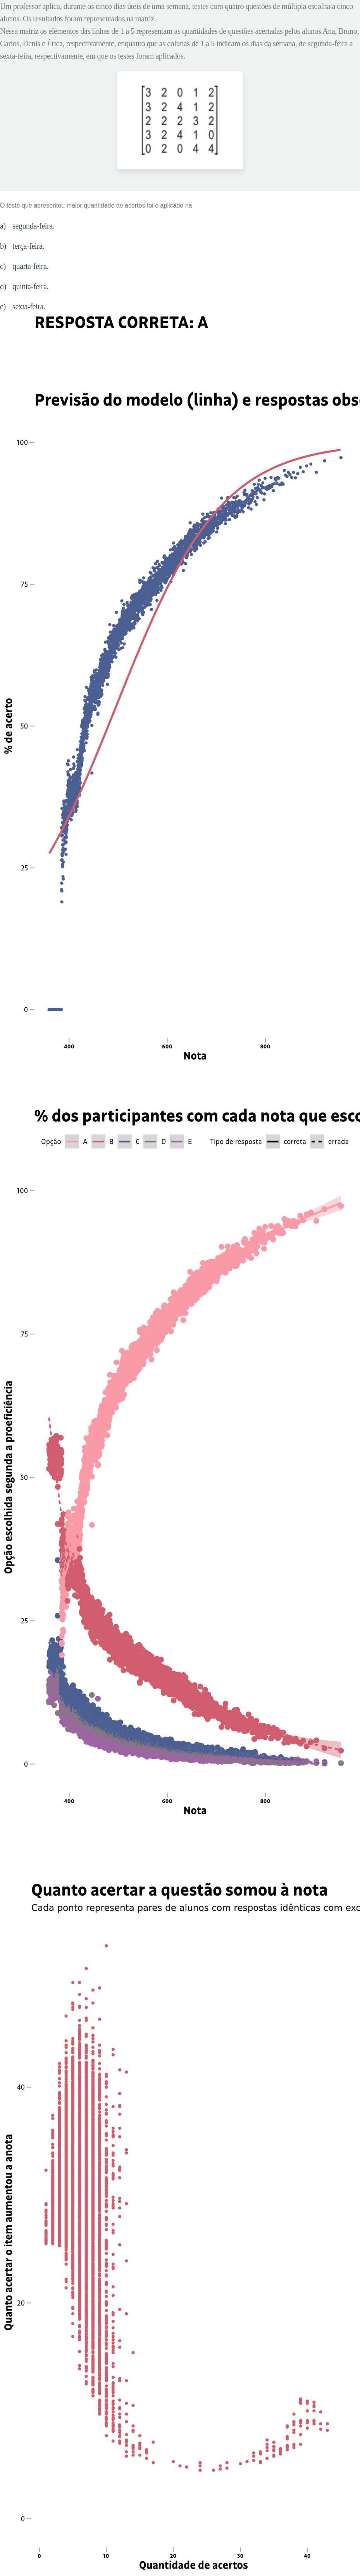 Um professor aplica, durante os cinco dias úteis de uma semana, testes com quatro questões de múltipla escolha a cinco
alunos. Os resultados foram representados na matriz.
Nessa matriz os elementos das linhas de 1 a 5 representam as quantidades de questões acertadas pelos alunos Ana, Bruno,
Carlos, Denis e Érica, respectivamente, enquanto que as colunas de 1 a 5 indicam os dias da semana, de segunda-feira a
sexta-feira, respectivamente, em que os testes foram aplicados.
3 2 0 1 2
3 2 4 1 2
2 2 2 3 2
3 2 4 1 0
0 2 0 4 4
O teste que apresentou maior quantidade de acertos foi o aplicado na
a) segunda-feira.
b) terça-feira.
c) quarta-feira.
d) quinta-feira.
e) sexta-feira.
RESPOSTA CORRETA: A
Previsão do modelo (linha) e respostas obs
100
75
50
25
0
% de acerto
400 600 800
Nota
% dos participantes com cada nota que esco
Opção A B C D E Tipo de resposta correta errada
100
75
50
25
0
Opção escolhida segunda a proeficiência
400 600 800
Nota
Quanto acertar a questão somou à nota
Cada ponto representa pares de alunos com respostas idênticas com exc
40
20
0
Quanto acertar o item aumentou a anota
0 10 20 30 40
Quantidade de acertos